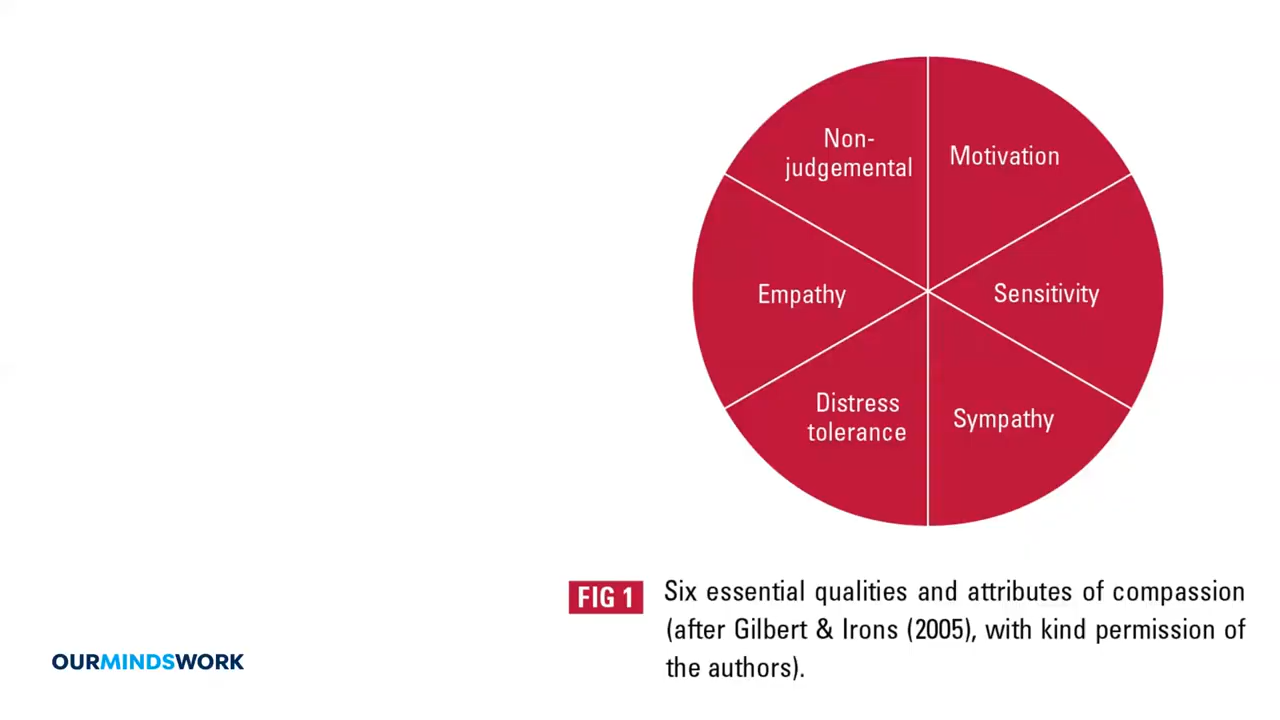 Non-
judgemental
Motivation
Empathy
Sensitivity
Distress
tolerance
Sympathy
FIG 1 Six essential qualities and attributes of compassion
(after Gilbert & Irons (2005), with kind permission of
the authors).
OURMINDSWORK